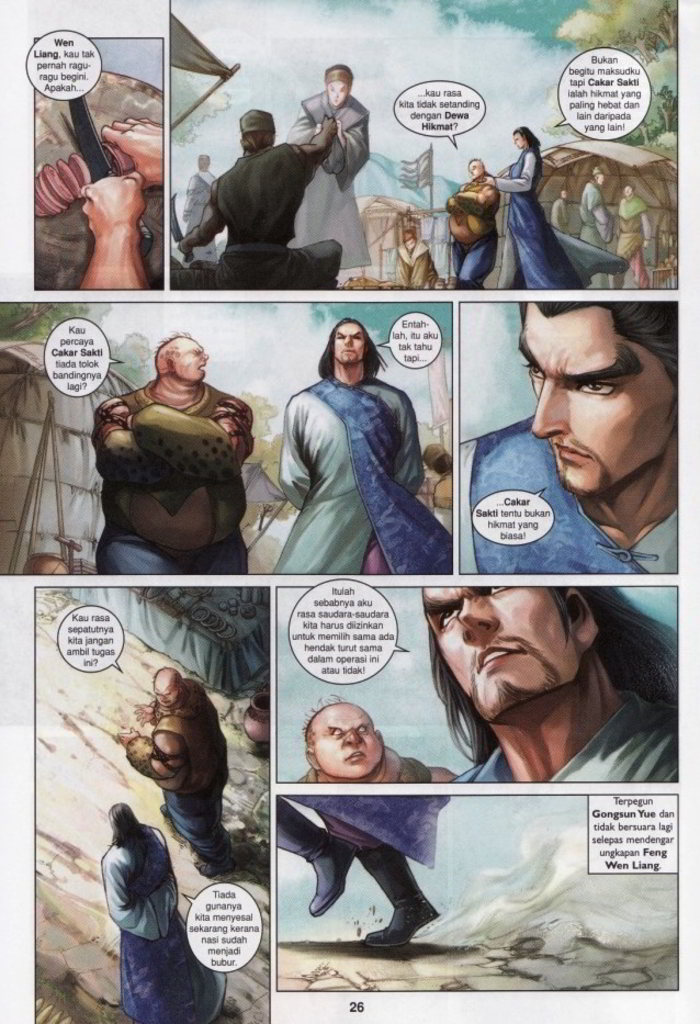 Wen
Liang, kau tak
pernah ragu-
ragu begini.
Apakah...
...kau rasa
kita tidak setanding
dengan Dewa
Hikmat?
Bukan
begitu maksudku
tapi Cakar Sakti
ialah hikmat yang
paling hebat dan
lain daripada
yang lain!
Kau
percaya
Cakar Sakti
tiada tolok
bandingnya
lagi?
Entah-
lah, itu aku
tak tahu
tapi...
...Cakar
Sakti tentu bukan
hikmat yang
biasa!
Kau rasa
sepatutnya
kita jangan
ambil tugas
ini?
Tiada
gunanya
kita menyesal
sekarang kerana
nasi sudah
menjadi
bubur.
Itulah
sebabnya aku
rasa saudara-saudara
kita harus diizinkan
untuk memilih sama ada
hendak turut sama
dalam operasi ini
atau tidak!
Terpegun
Gongsun Yue dan
tidak bersuara lagi
selepas mendengar
ungkapan Feng
Wen Liang.
26